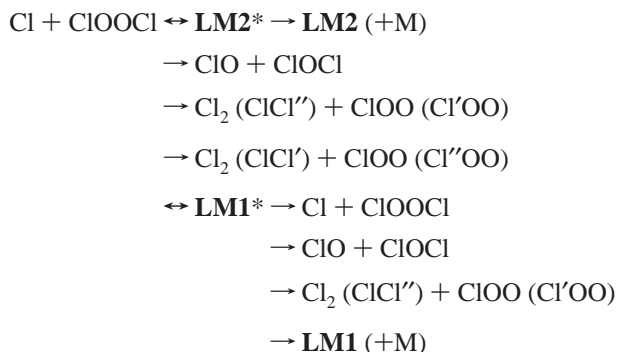 Cl + ClOOCl ↔ LM2* → LM2 (+M)
→ ClO + ClOCl
→ Cl₂ (ClCl″) + ClOO (Cl′OO)
→ Cl₂ (ClCl′) + ClOO (Cl″OO)
↔ LM1* → Cl + ClOOCl
→ ClO + ClOCl
→ Cl₂ (ClCl″) + ClOO (Cl′OO)
→ LM1 (+M)